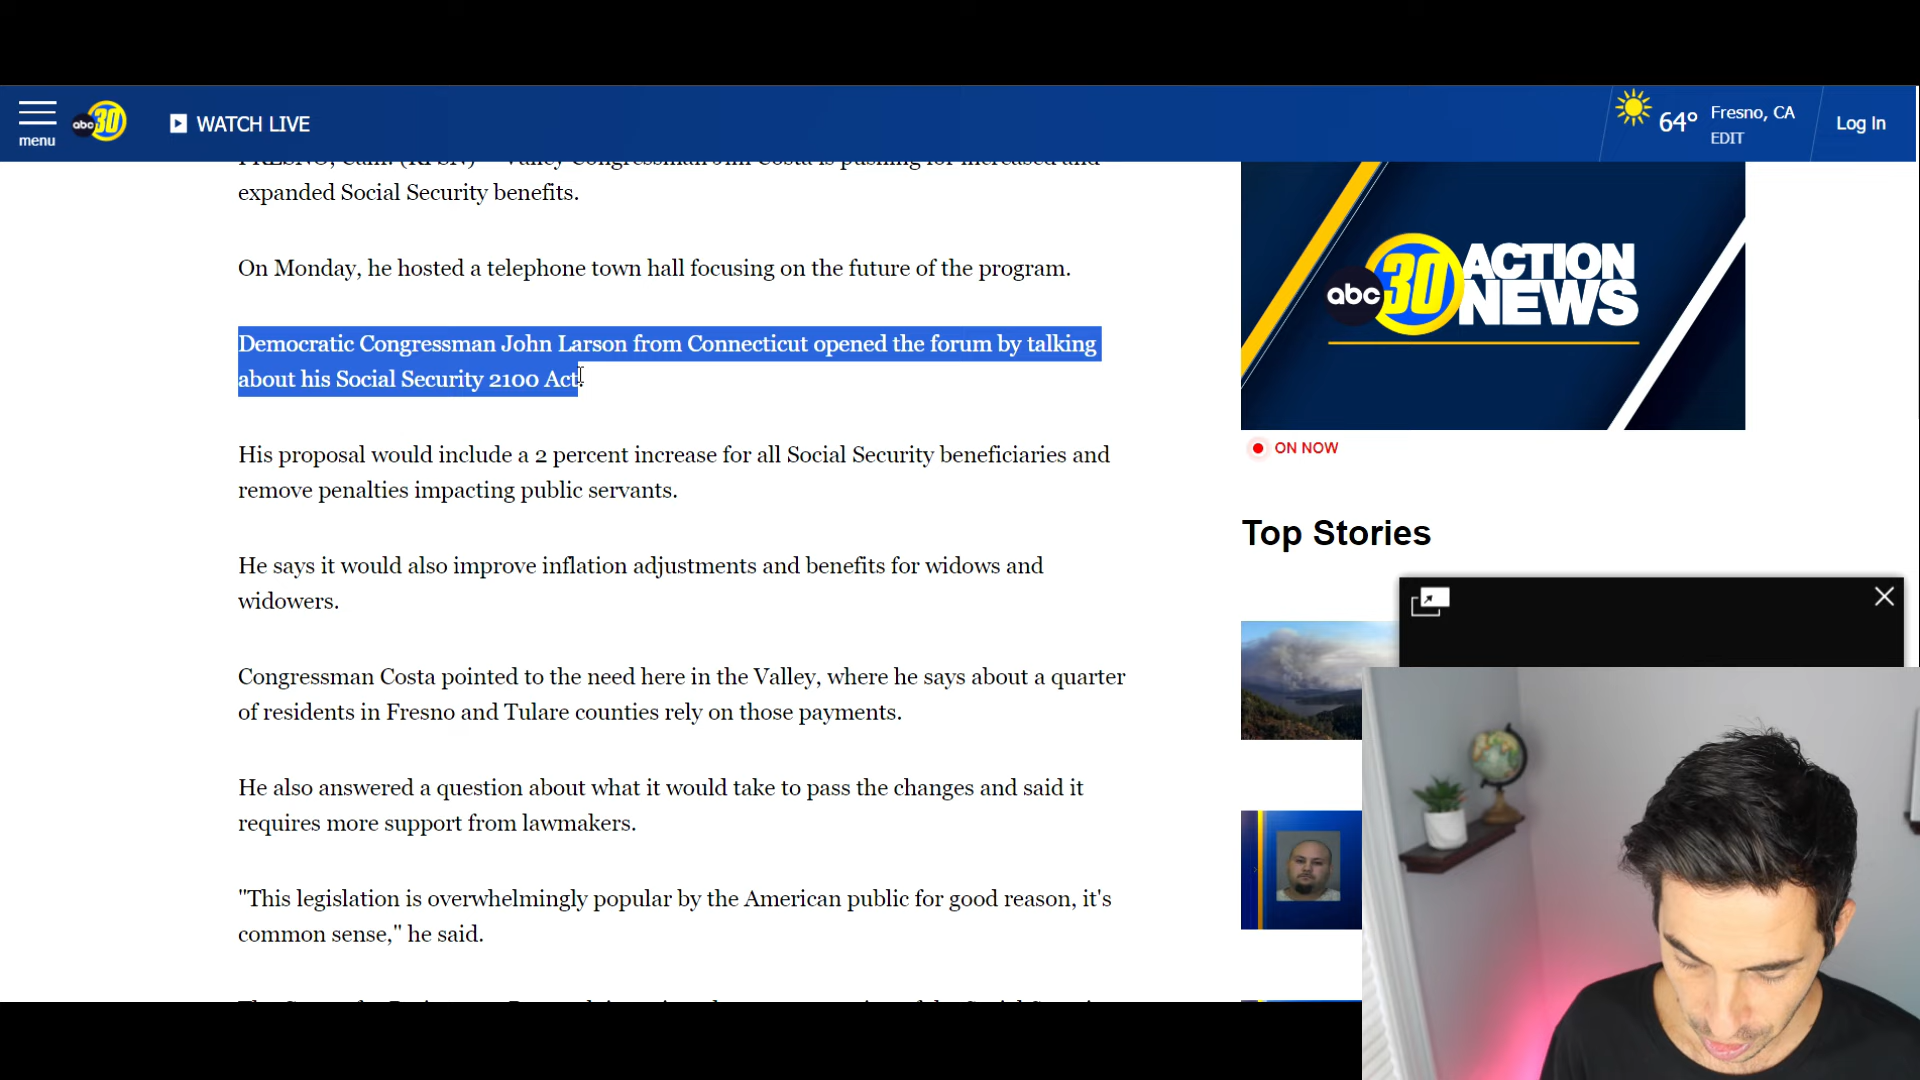 menu
abc 30
WATCH LIVE
64°
Fresno, CA
EDIT
Log In
expanded Social Security benefits.
On Monday, he hosted a telephone town hall focusing on the future of the program.
Democratic Congressman John Larson from Connecticut opened the forum by talking
about his Social Security 2100 Act.
His proposal would include a 2 percent increase for all Social Security beneficiaries and
remove penalties impacting public servants.
He says it would also improve inflation adjustments and benefits for widows and
widowers.
Congressman Costa pointed to the need here in the Valley, where he says about a quarter
of residents in Fresno and Tulare counties rely on those payments.
He also answered a question about what it would take to pass the changes and said it
requires more support from lawmakers.
"This legislation is overwhelmingly popular by the American public for good reason, it's
common sense," he said.
abc 30 ACTION
NEWS
ON NOW
Top Stories